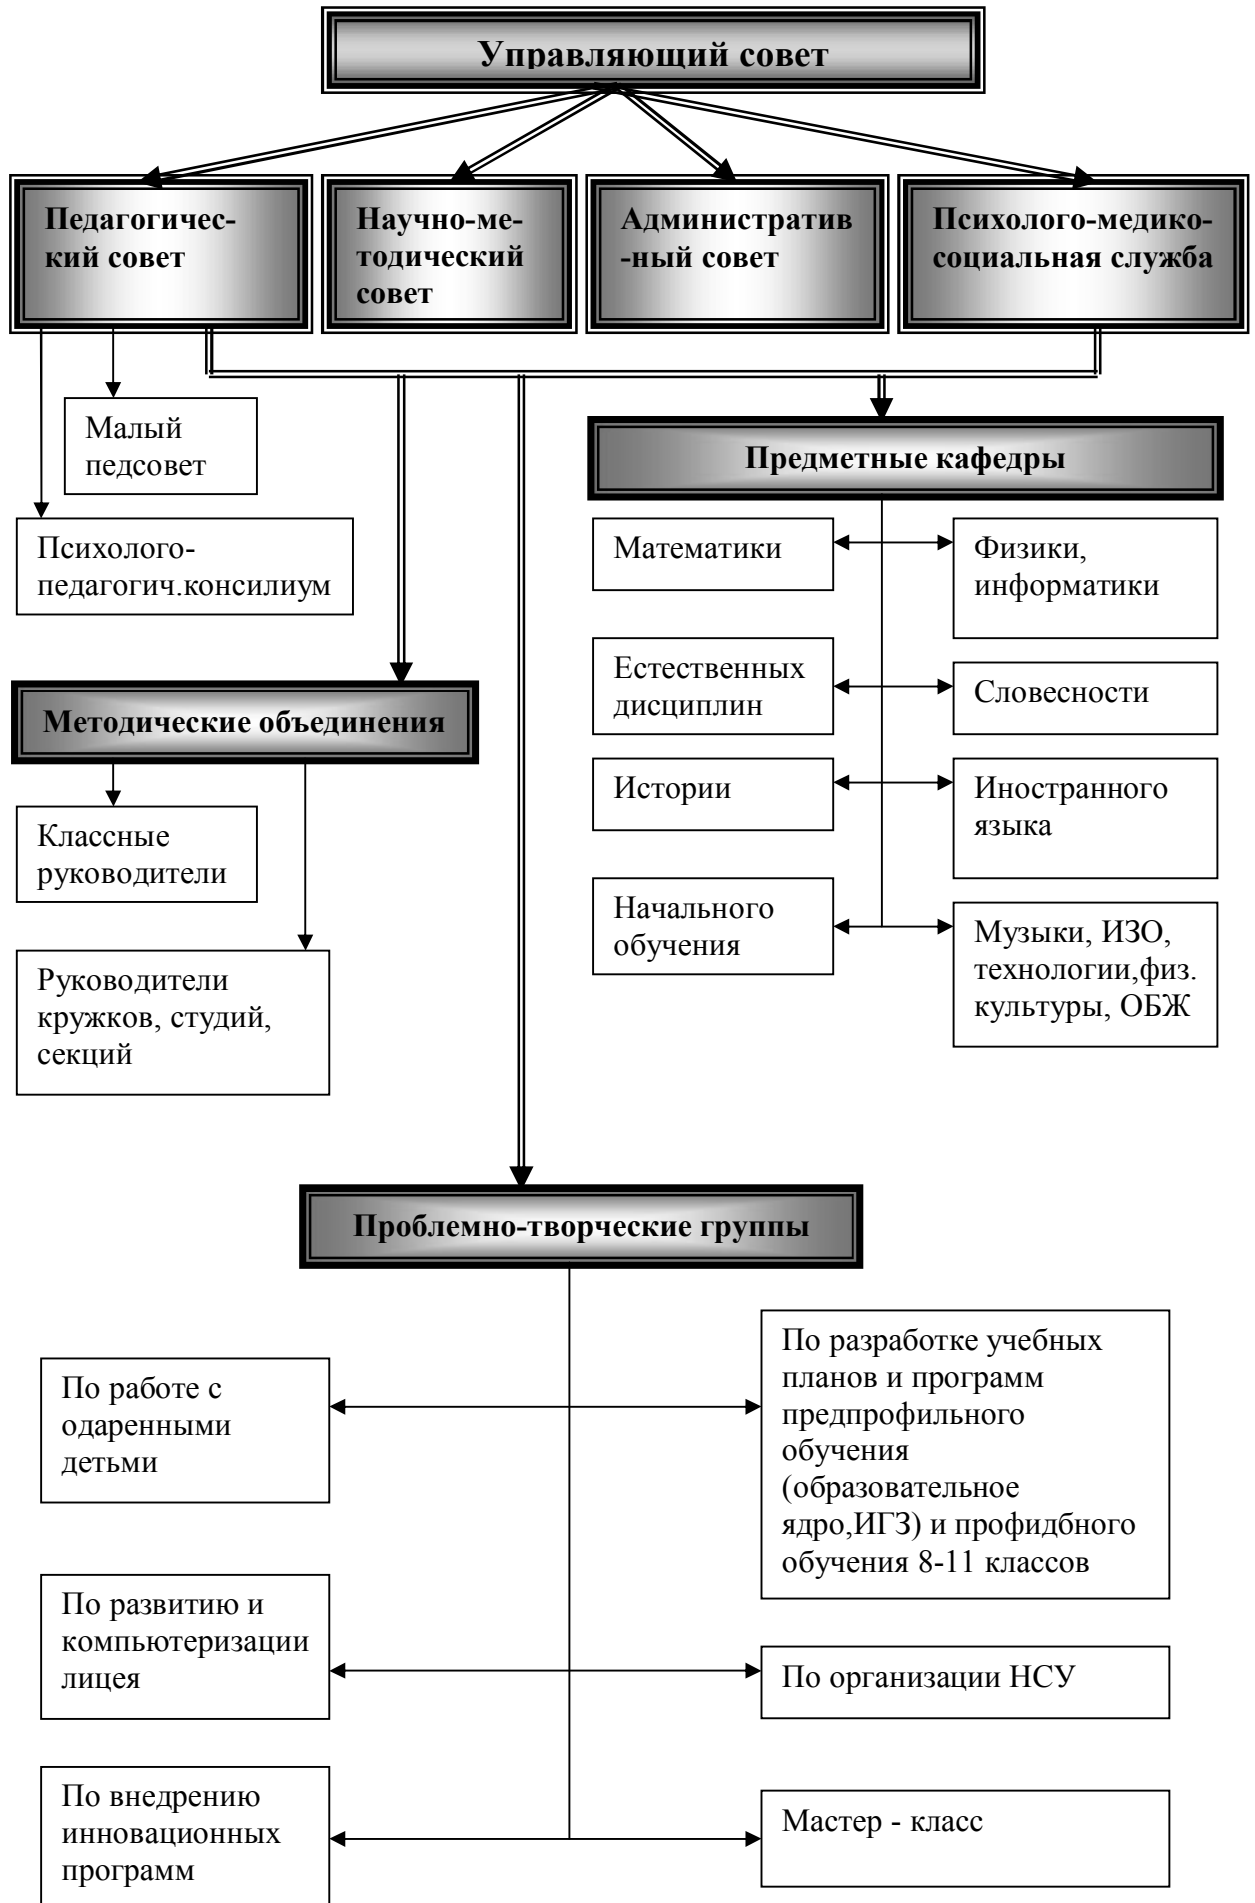 Управляющий совет
Педагогичес-
кий совет
Научно-ме-
тодический
совет
Административ
-ный совет
Психолого-медико-
социальная служба
Малый
педсовет
Психолого-
педагогич.консилиум
Предметные кафедры
Математики
Физики,
информатики
Естественных
дисциплин
Словесности
Истории
Иностранного
языка
Начального
обучения
Музыки, ИЗО,
технологии,физ.
культуры, ОБЖ
Методические объединения
Классные
руководители
Руководители
кружков, студий,
секций
Проблемно-творческие группы
По работе с
одаренными
детьми
По разработке учебных
планов и программ
предпрофильного
обучения
(образовательное
ядро,ИГЗ) и профидбного
обучения 8-11 классов
По развитию и
компьютеризации
лицея
По организации НСУ
По внедрению
инновационных
программ
Мастер - класс